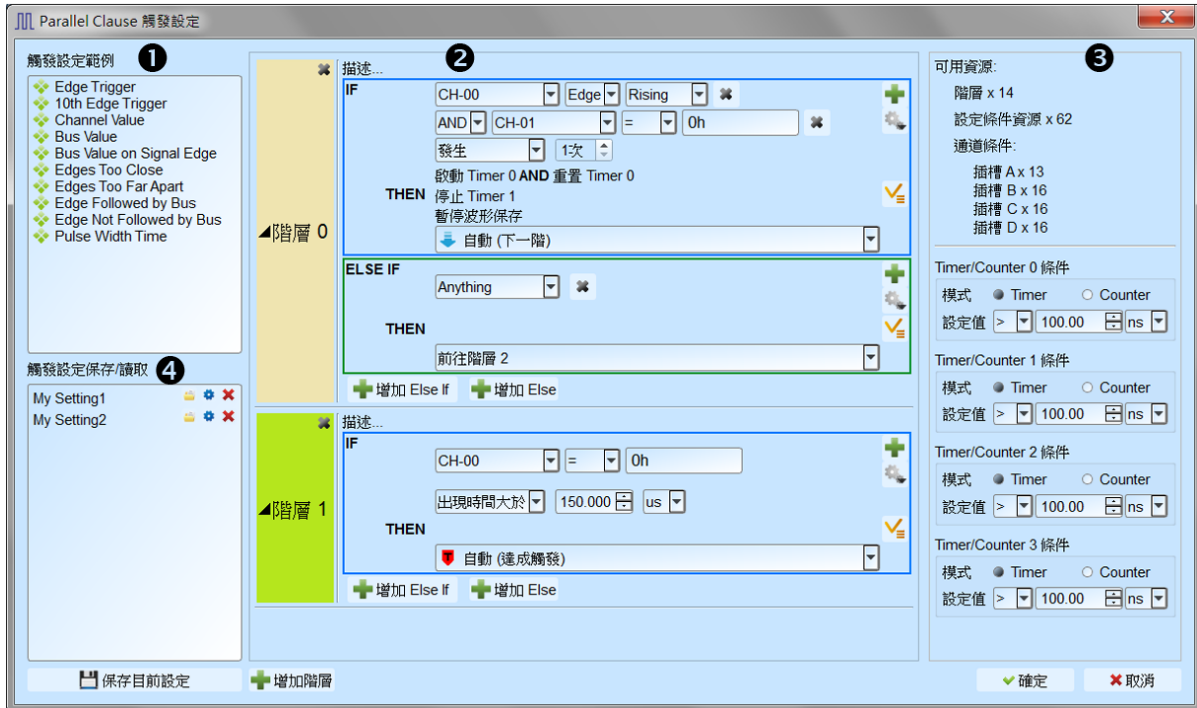 Parallel Clause 觸發設定
X
觸發設定範例 ❶
Edge Trigger
10th Edge Trigger
Channel Value
Bus Value
Bus Value on Signal Edge
Edges Too Close
Edges Too Far Apart
Edge Followed by Bus
Edge Not Followed by Bus
Pulse Width Time
觸發設定保存/讀取 ❹
My Setting1
My Setting2
保存目前設定
❷
階層 0
描述...
IF
CH-00 Edge Rising
AND CH-01 = 0h
發生 1次
啟動 Timer 0 AND 重置 Timer 0
THEN 停止 Timer 1
暫停波形保存
自動 (下一階)
ELSE IF
Anything
THEN
前往階層 2
增加 Else If 增加 Else
階層 1
描述...
IF
CH-00 = 0h
出現時間大於 150.000 us
THEN
自動 (達成觸發)
增加 Else If 增加 Else
增加階層
❸
可用資源:
階層 x 14
設定條件資源 x 62
通道條件:
插槽 A x 13
插槽 B x 16
插槽 C x 16
插槽 D x 16
Timer/Counter 0 條件
模式 Timer Counter
設定值 > 100.00 ns
Timer/Counter 1 條件
模式 Timer Counter
設定值 > 100.00 ns
Timer/Counter 2 條件
模式 Timer Counter
設定值 > 100.00 ns
Timer/Counter 3 條件
模式 Timer Counter
設定值 > 100.00 ns
確定 取消